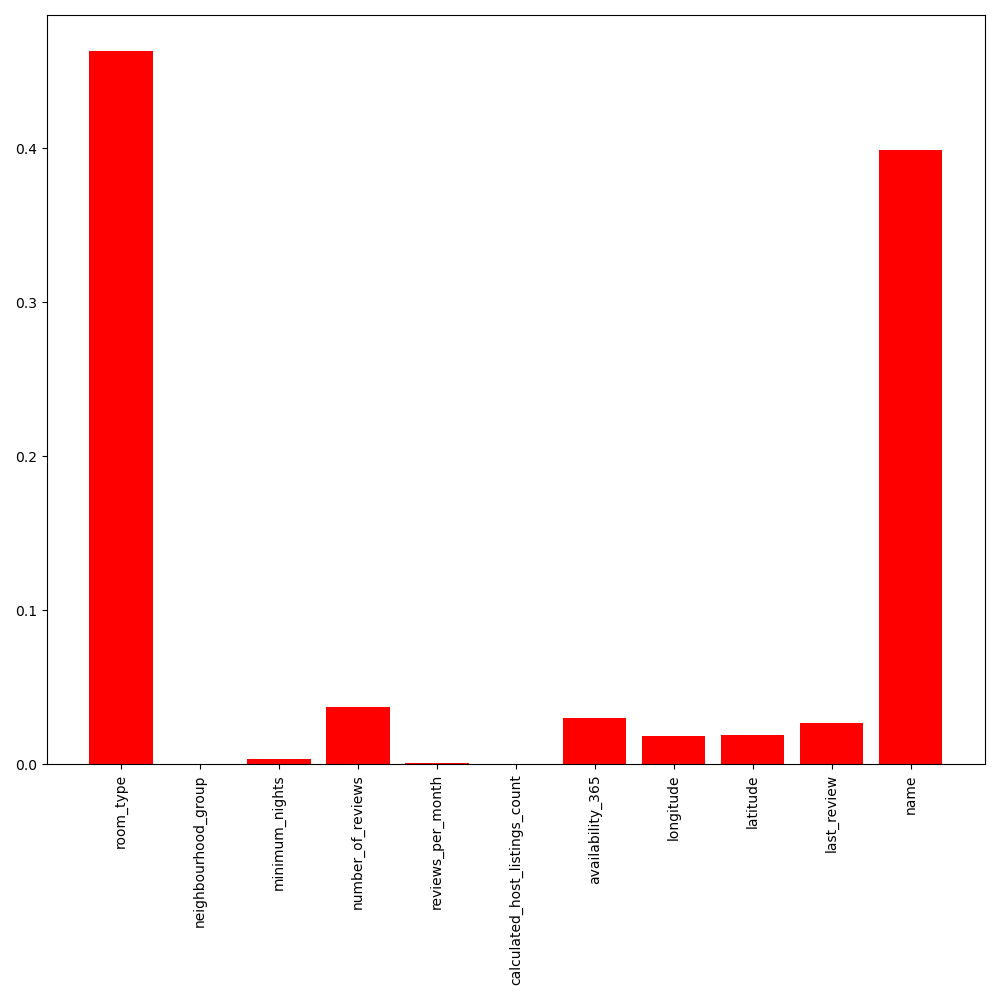 0.4
0.3
0.2
0.1
0.0
room_type
neighbourhood_group
minimum_nights
number_of_reviews
reviews_per_month
calculated_host_listings_count
availability_365
longitude
latitude
last_review
name